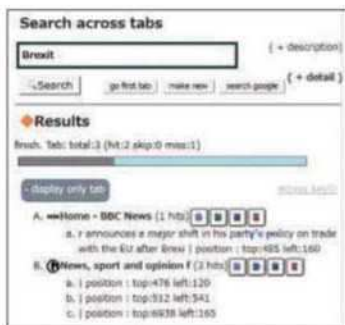 Search across tabs
Brexit
( + description)
Search
go first tab
make new
search google
( + detail )
Results
finish. Tab: total:3 (hit:2 skip:0 miss:1)
- display only tab
A. Home - BBC News (1 hits)
a. r announces a major shift in his party's policy on trade
with the EU after Brexi | position : top:485 left:160
B. News, sport and opinion f (3 hits)
a. | position : top:476 left:120
b. | position : top:512 left:541
c. | position : top:6938 left:165